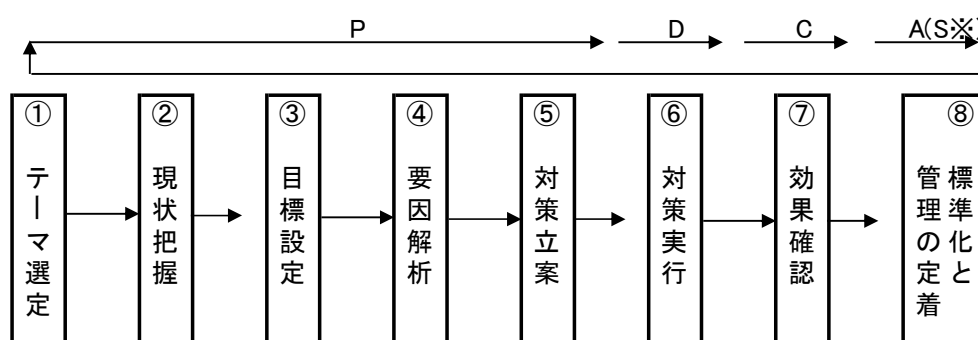 P D C A(S※)
①
テーマ選定
②
現状把握
③
目標設定
④
要因解析
⑤
対策立案
⑥
対策実行
⑦
効果確認
⑧
標準化と
管理の定着